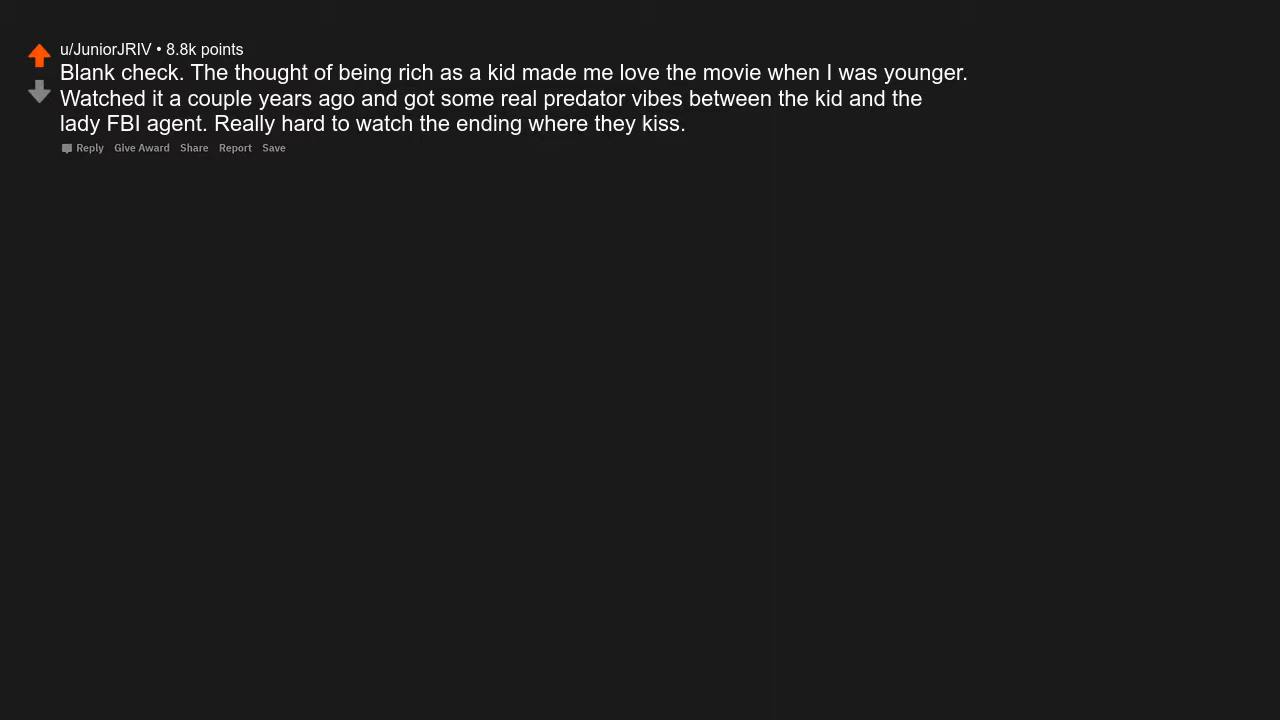 u/JuniorJRIV • 8.8k points
Blank check. The thought of being rich as a kid made me love the movie when I was younger.
Watched it a couple years ago and got some real predator vibes between the kid and the
lady FBI agent. Really hard to watch the ending where they kiss.
Reply Give Award Share Report Save